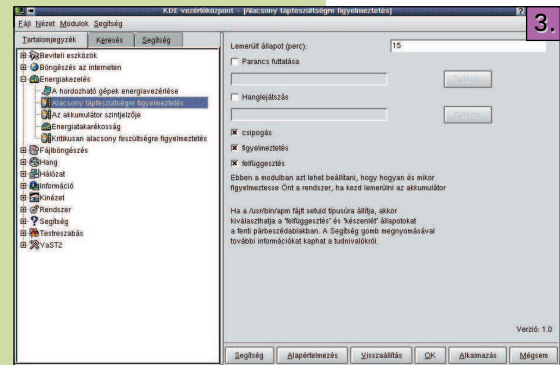 KDE vezérlőközpont - [Alacsony tápfeszültségre figyelmeztetés]
3.
Fájl Nézet Modulok Segítség
Tartalomjegyzék Keresés Segítség
Beviteli eszközök
Böngészés az interneten
Energiakezelés
A hordozható gépek energiavezérlése
Alacsony tápfeszültségre figyelmeztetés
Az akkumulátor szintjelzője
Energiatakarékosság
Kritikusan alacsony feszültségre figyelmeztetés
Fájlböngészés
Hang
Hálózat
Információ
Kinézet
Rendszer
Segítség
Testreszabás
YaST2
Lemerült állapot (perc): 15
Parancs futtatása
Tallózás
Hanglejátszás
Tallózás
csipogás
figyelmeztetés
felfüggesztés
Ebben a modulban azt lehet beállítani, hogy hogyan és mikor
figyelmeztesse Önt a rendszer, ha kezd lemerülni az akkumulátor
Ha a /usr/bin/apm fájlt setuid típusúra állítja, akkor
kiválaszthatja a 'felfüggesztés' és 'készenlét' állapotokat
a fenti párbeszédablakban. A Segítség gomb megnyomásával
további információkat kaphat a tudnivalókról.
Verzió: 1.0
Segítség Alapértelmezés Visszaállítás OK Alkalmazás Mégsem